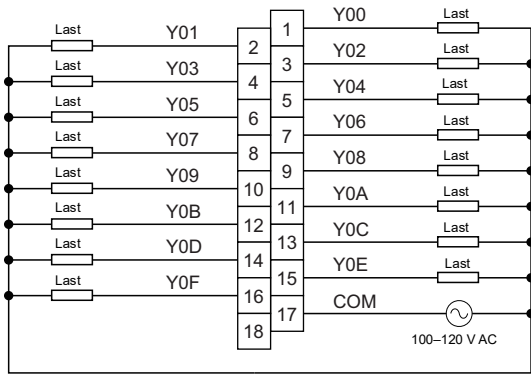 Y00 Last
Last Y01 1
2 Y02 Last
Last Y03 3
4 Y04 Last
Last Y05 5
6 Y06 Last
Last Y07 7
8 Y08 Last
Last Y09 9
10 Y0A Last
Last Y0B 11
12 Y0C Last
Last Y0D 13
14 Y0E Last
Last Y0F 15
16 COM
17
18 100–120 V AC